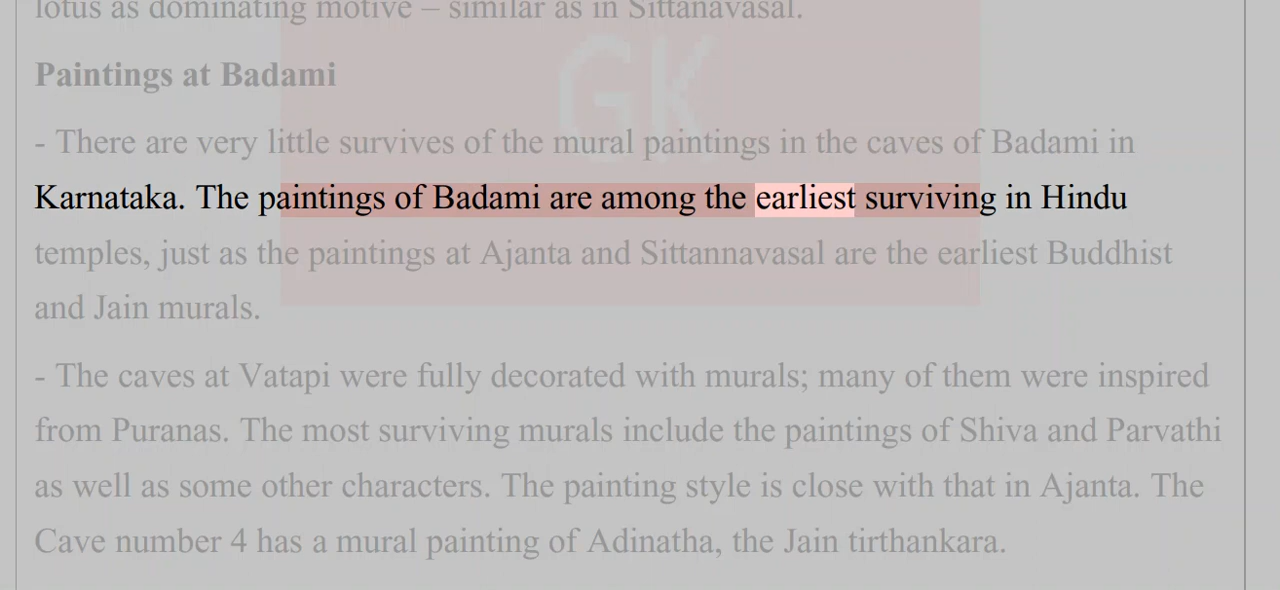 lotus as dominating motive – similar as in Sittanavasal.
Paintings at Badami
GK
- There are very little survives of the mural paintings in the caves of Badami in
Karnataka. The paintings of Badami are among the earliest surviving in Hindu
temples, just as the paintings at Ajanta and Sittannavasal are the earliest Buddhist
and Jain murals.
- The caves at Vatapi were fully decorated with murals; many of them were inspired
from Puranas. The most surviving murals include the paintings of Shiva and Parvathi
as well as some other characters. The painting style is close with that in Ajanta. The
Cave number 4 has a mural painting of Adinatha, the Jain tirthankara.